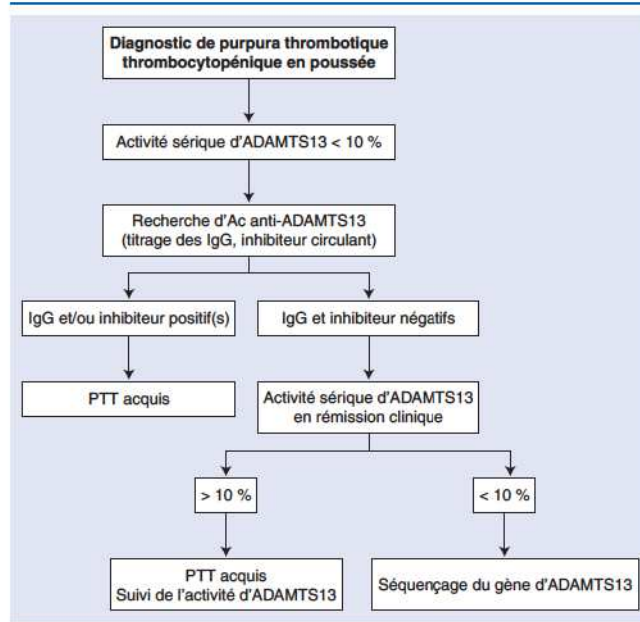 Diagnostic de purpura thrombotique
thrombocytopénique en poussée
Activité sérique d'ADAMTS13 < 10 %
Recherche d'Ac anti-ADAMTS13
(titrage des IgG, inhibiteur circulant)
IgG et/ou inhibiteur positif(s)
IgG et inhibiteur négatifs
PTT acquis
Activité sérique d'ADAMTS13
en rémission clinique
> 10 %
< 10 %
PTT acquis
Suivi de l'activité d'ADAMTS13
Séquençage du gène d'ADAMTS13